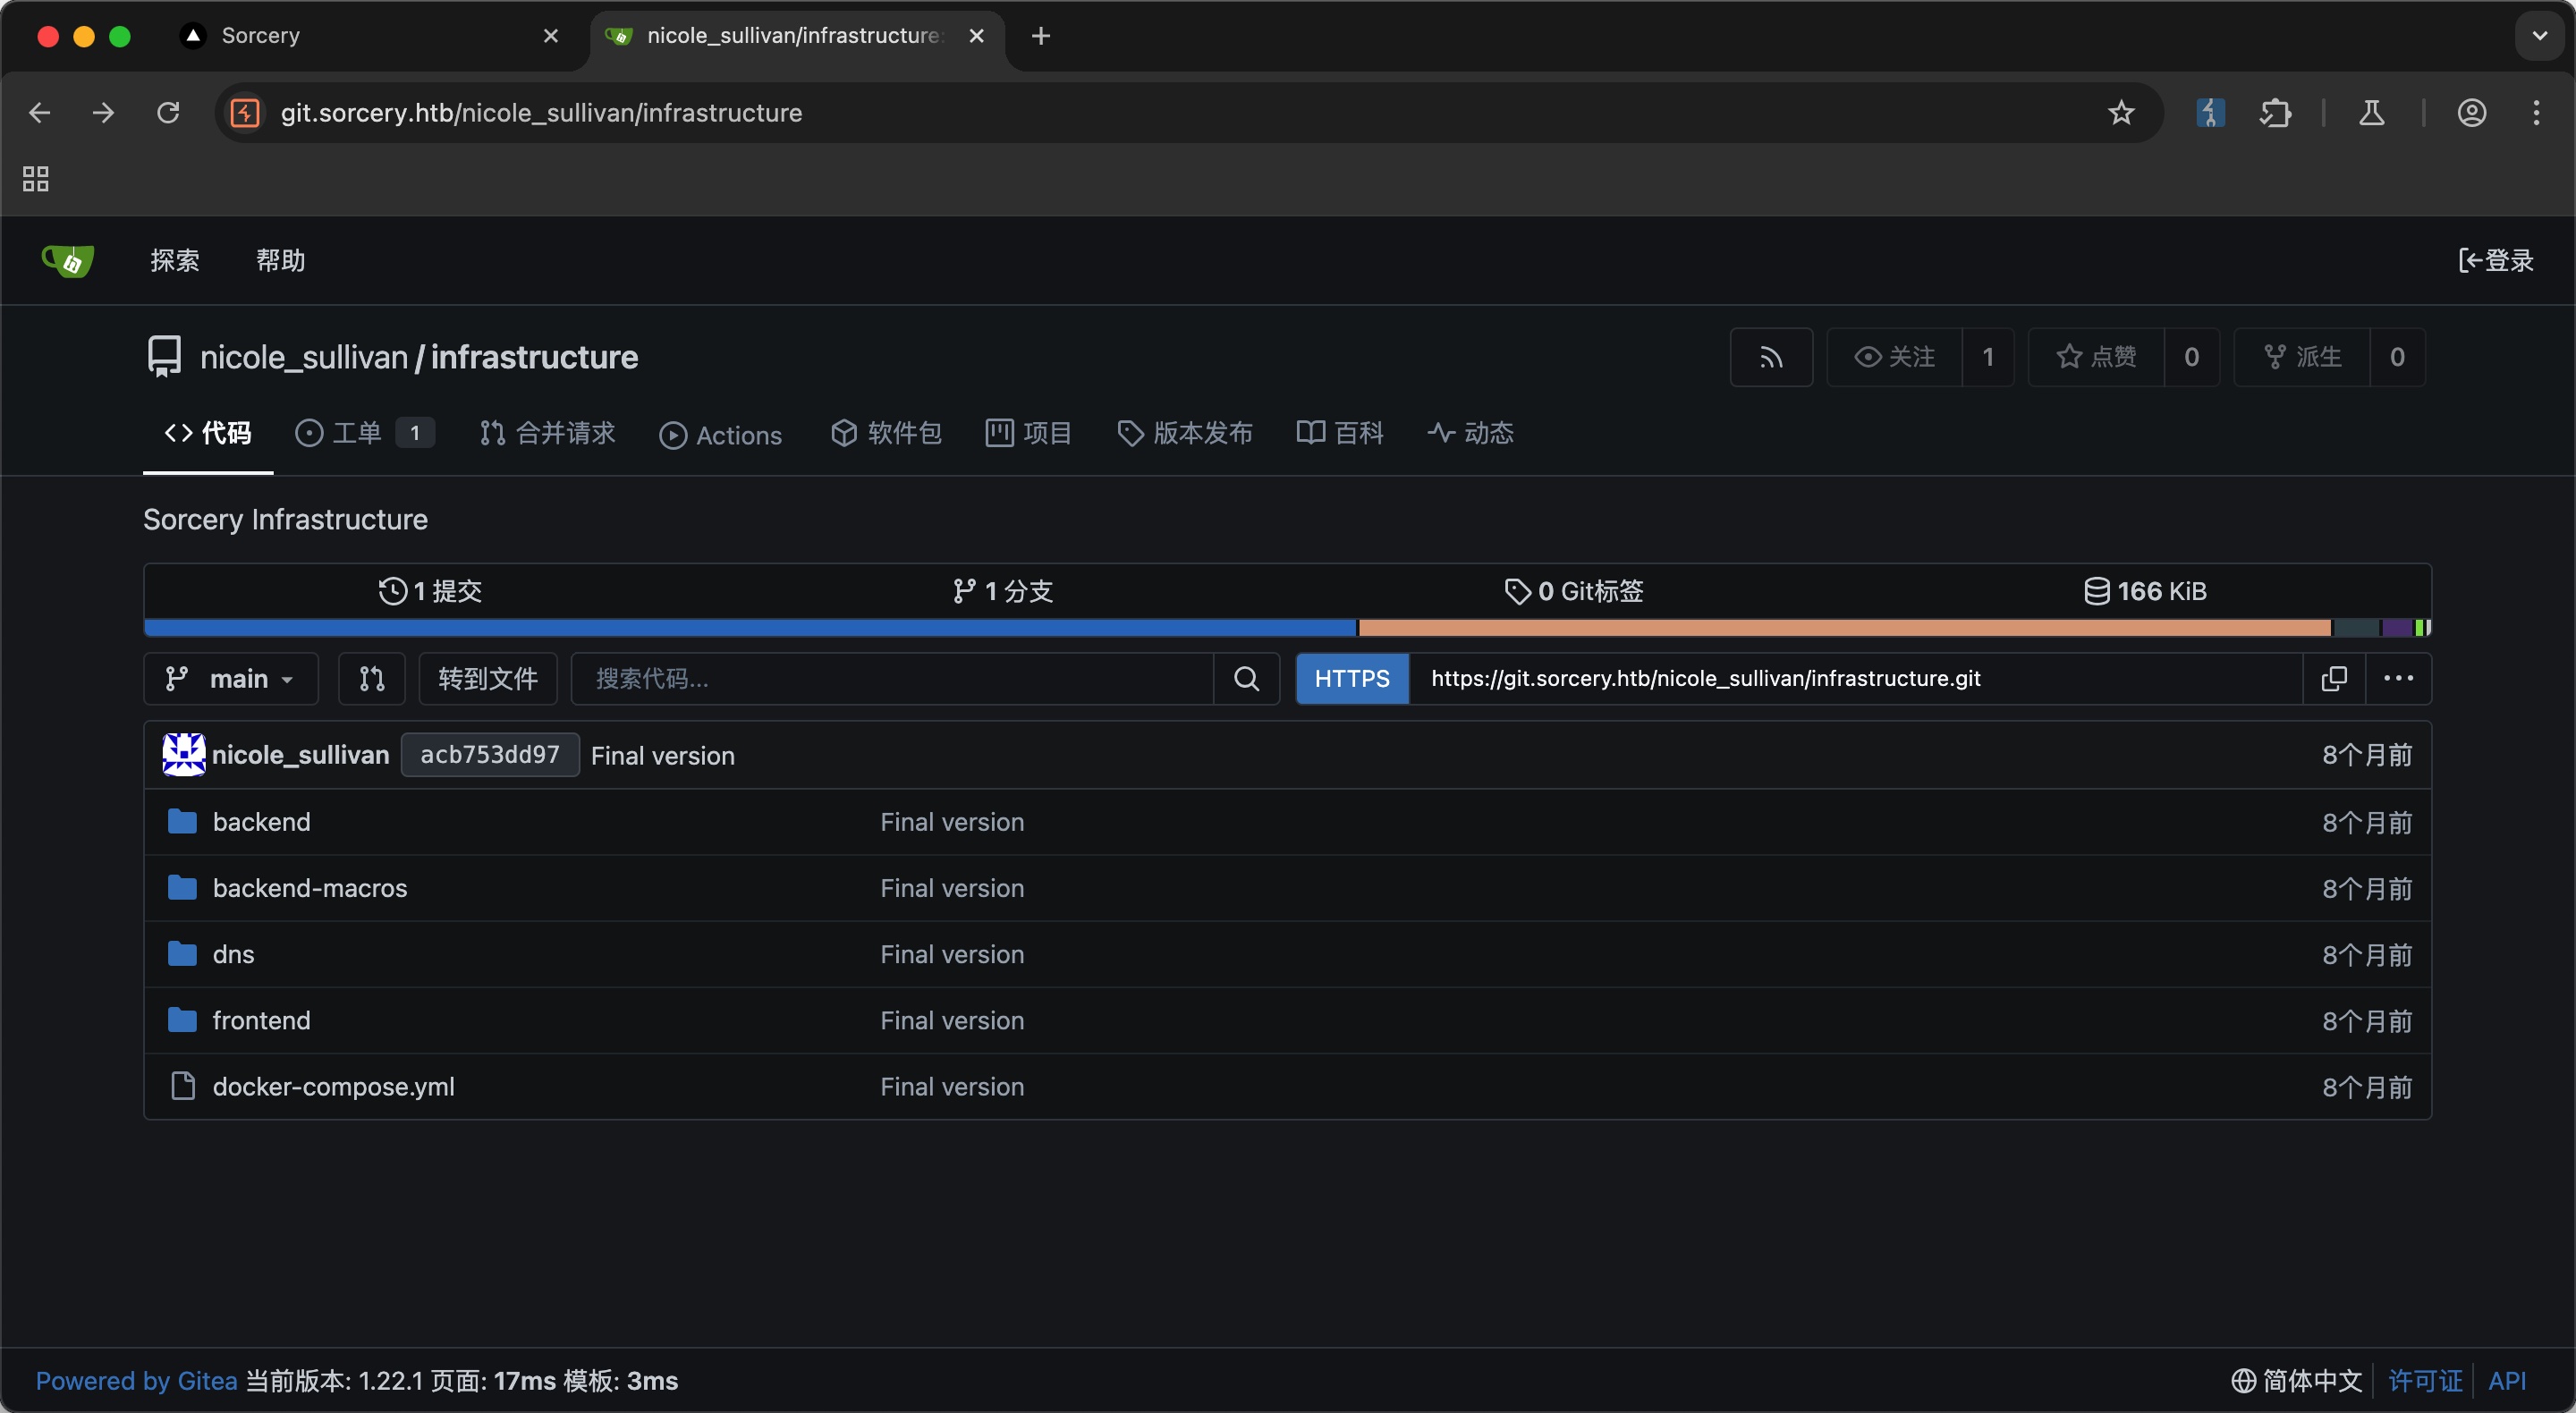 Sorcery
nicole_sullivan/infrastructure:
git.sorcery.htb/nicole_sullivan/infrastructure
探索 帮助 登录
nicole_sullivan / infrastructure 关注 1 点赞 0 派生 0
代码 工单 1 合并请求 Actions 软件包 项目 版本发布 百科 动态
Sorcery Infrastructure
1 提交 1 分支 0 Git标签 166 KiB
main 转到文件 搜索代码... HTTPS https://git.sorcery.htb/nicole_sullivan/infrastructure.git
nicole_sullivan acb753dd97 Final version 8个月前
backend Final version 8个月前
backend-macros Final version 8个月前
dns Final version 8个月前
frontend Final version 8个月前
docker-compose.yml Final version 8个月前
Powered by Gitea 当前版本: 1.22.1 页面: 17ms 模板: 3ms 简体中文 许可证 API